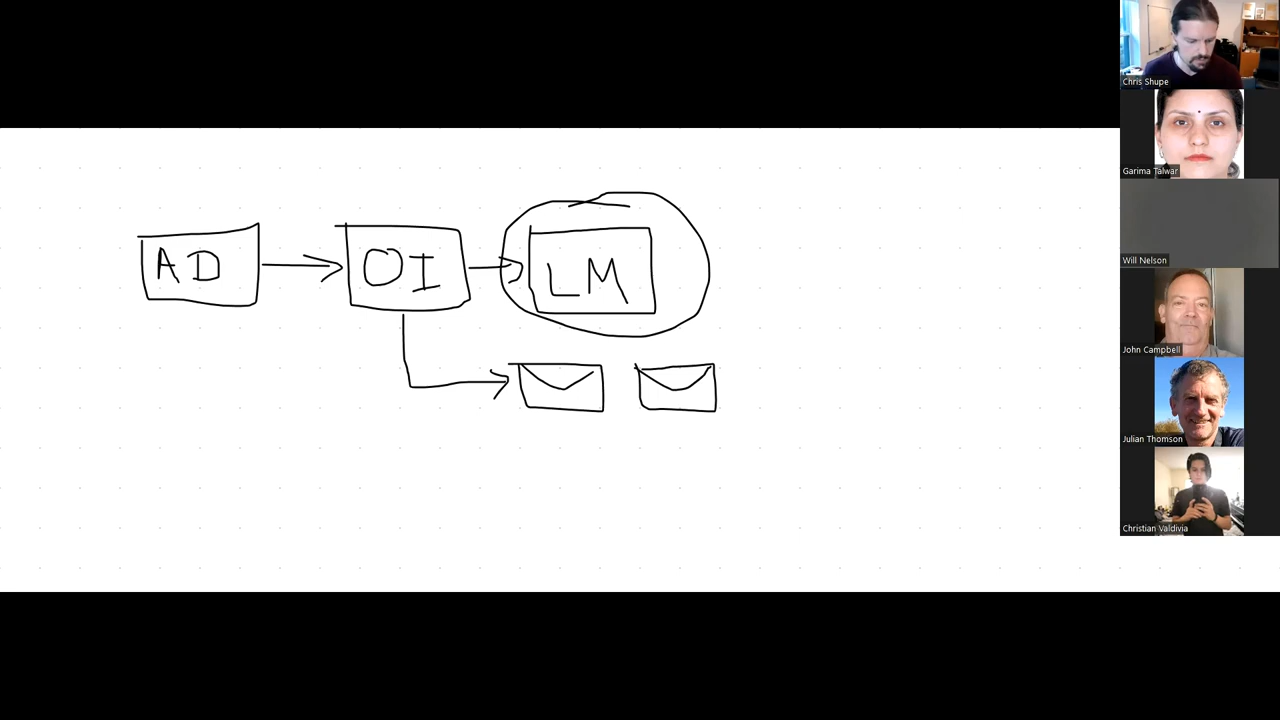 Chris Shupe
Garima Talwar
Will Nelson
AD OI LM
John Campbell
Julian Thomson
Christian Valdivia